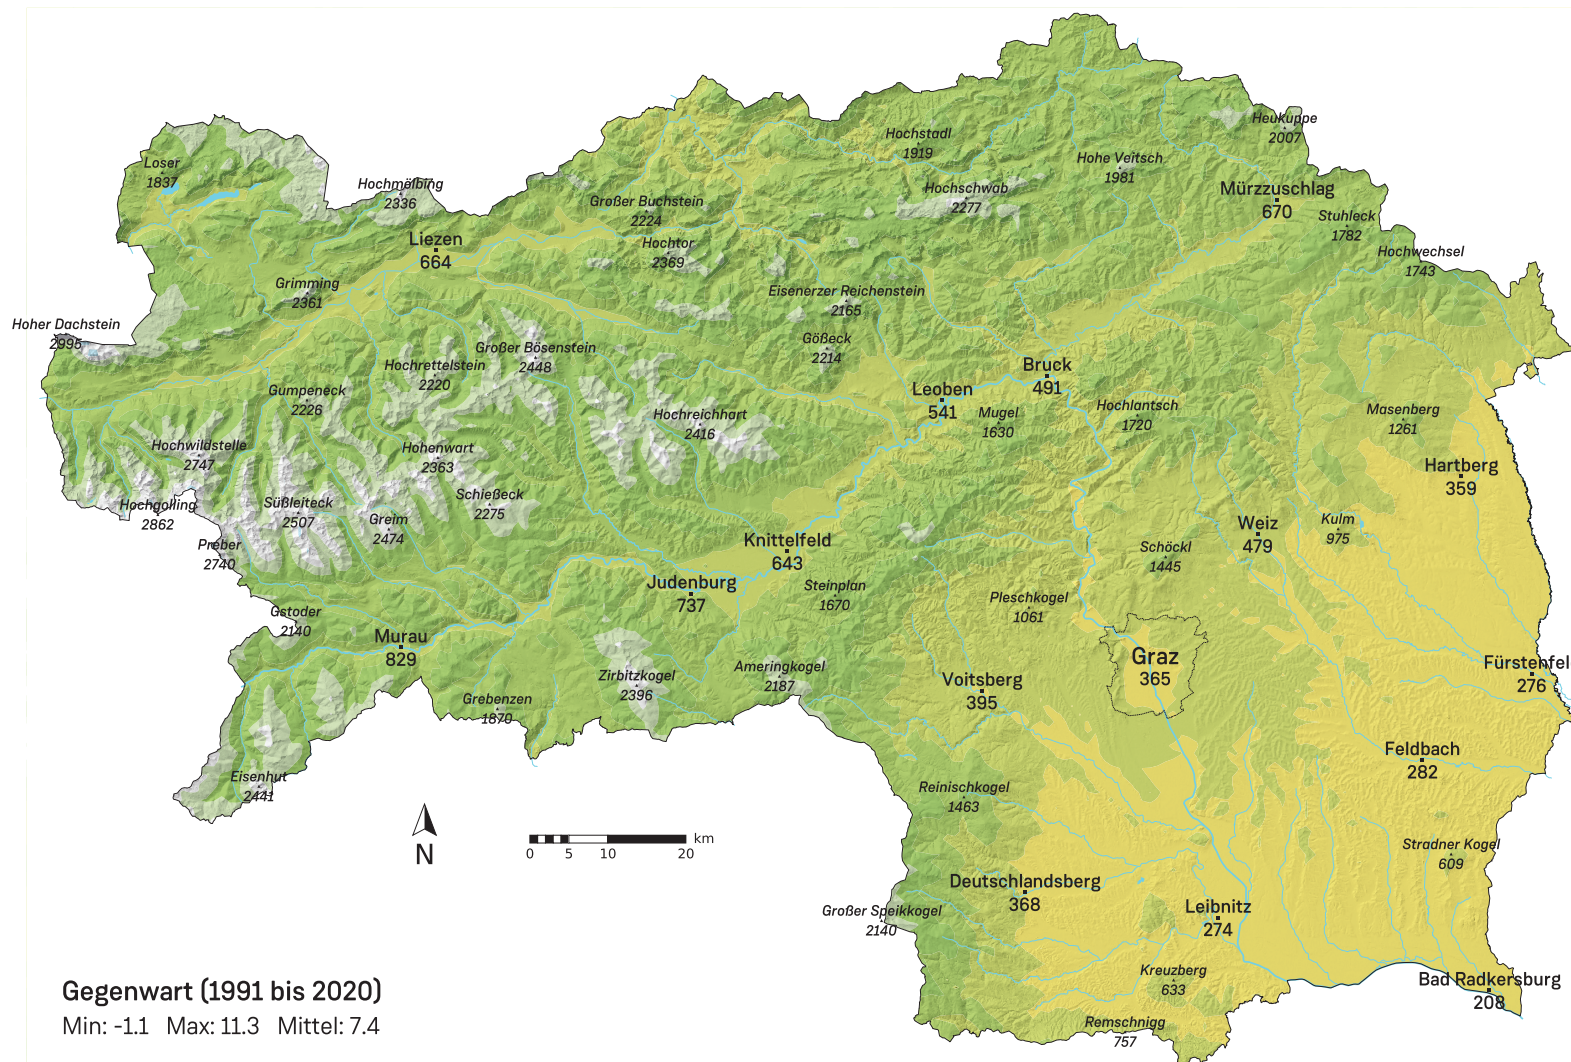 Heukuppe
2007
Hochstadl
1919
Hohe Veitsch
1981
Loser
1837
Hochmölbing
2336
Hochschwab
2277
Mürzzuschlag
670
Großer Buchstein
2224
Stuhleck
1782
Liezen
664
Hochtor
2369
Hochwechsel
1743
Grimming
2361
Eisenerzer Reichenstein
2165
Hoher Dachstein
2995
Gößeck
2214
Großer Bösenstein
2448
Hochrettelstein
2220
Bruck
491
Gumpeneck
2226
Leoben
541
Mugel
1630
Hochlantsch
1720
Masenberg
1261
Hochreichhart
2416
Hochwildstelle
2747
Hohenwart
2363
Hartberg
359
Schießeck
2275
Hochgolling
2862
Süßleiteck
2507
Greim
2474
Kulm
975
Weiz
479
Preber
2740
Knittelfeld
643
Schöckl
1445
Judenburg
737
Steinplan
1670
Pleschkogel
1061
Gstoder
2140
Murau
829
Graz
365
Fürstenfel
276
Zirbitzkogel
2396
Ameringkogel
2187
Voitsberg
395
Grebenzen
1870
Feldbach
282
Eisenhut
2441
Reinischkogel
1463
N
km
0 5 10 20
Stradner Kogel
609
Deutschlandsberg
368
Großer Speikkogel
2140
Leibnitz
274
Kreuzberg
633
Bad Radkersburg
208
Remschnigg
757
Gegenwart (1991 bis 2020)
Min: -1.1 Max: 11.3 Mittel: 7.4